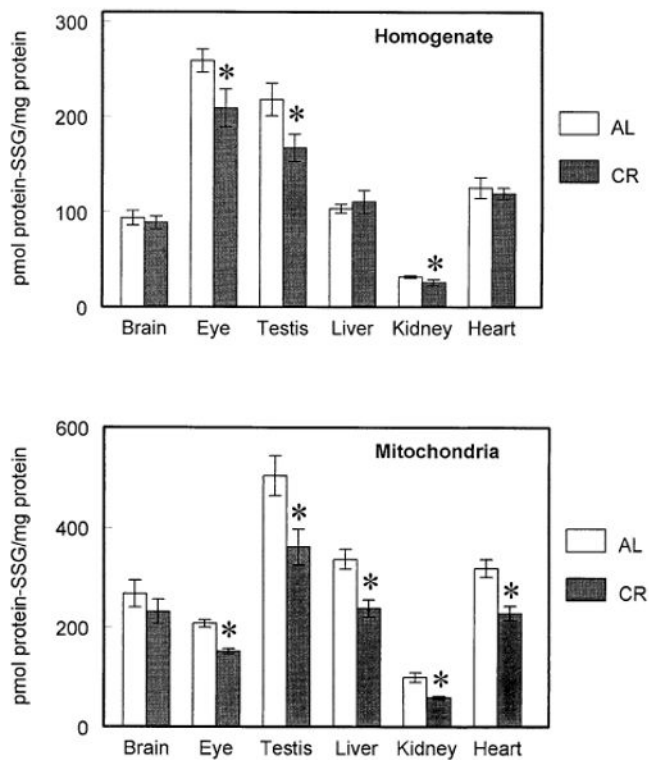 pmol protein-SSG/mg protein
300
200
100
0
Homogenate
* * *
AL
CR
Brain Eye Testis Liver Kidney Heart
pmol protein-SSG/mg protein
600
400
200
0
Mitochondria
* * * * *
AL
CR
Brain Eye Testis Liver Kidney Heart